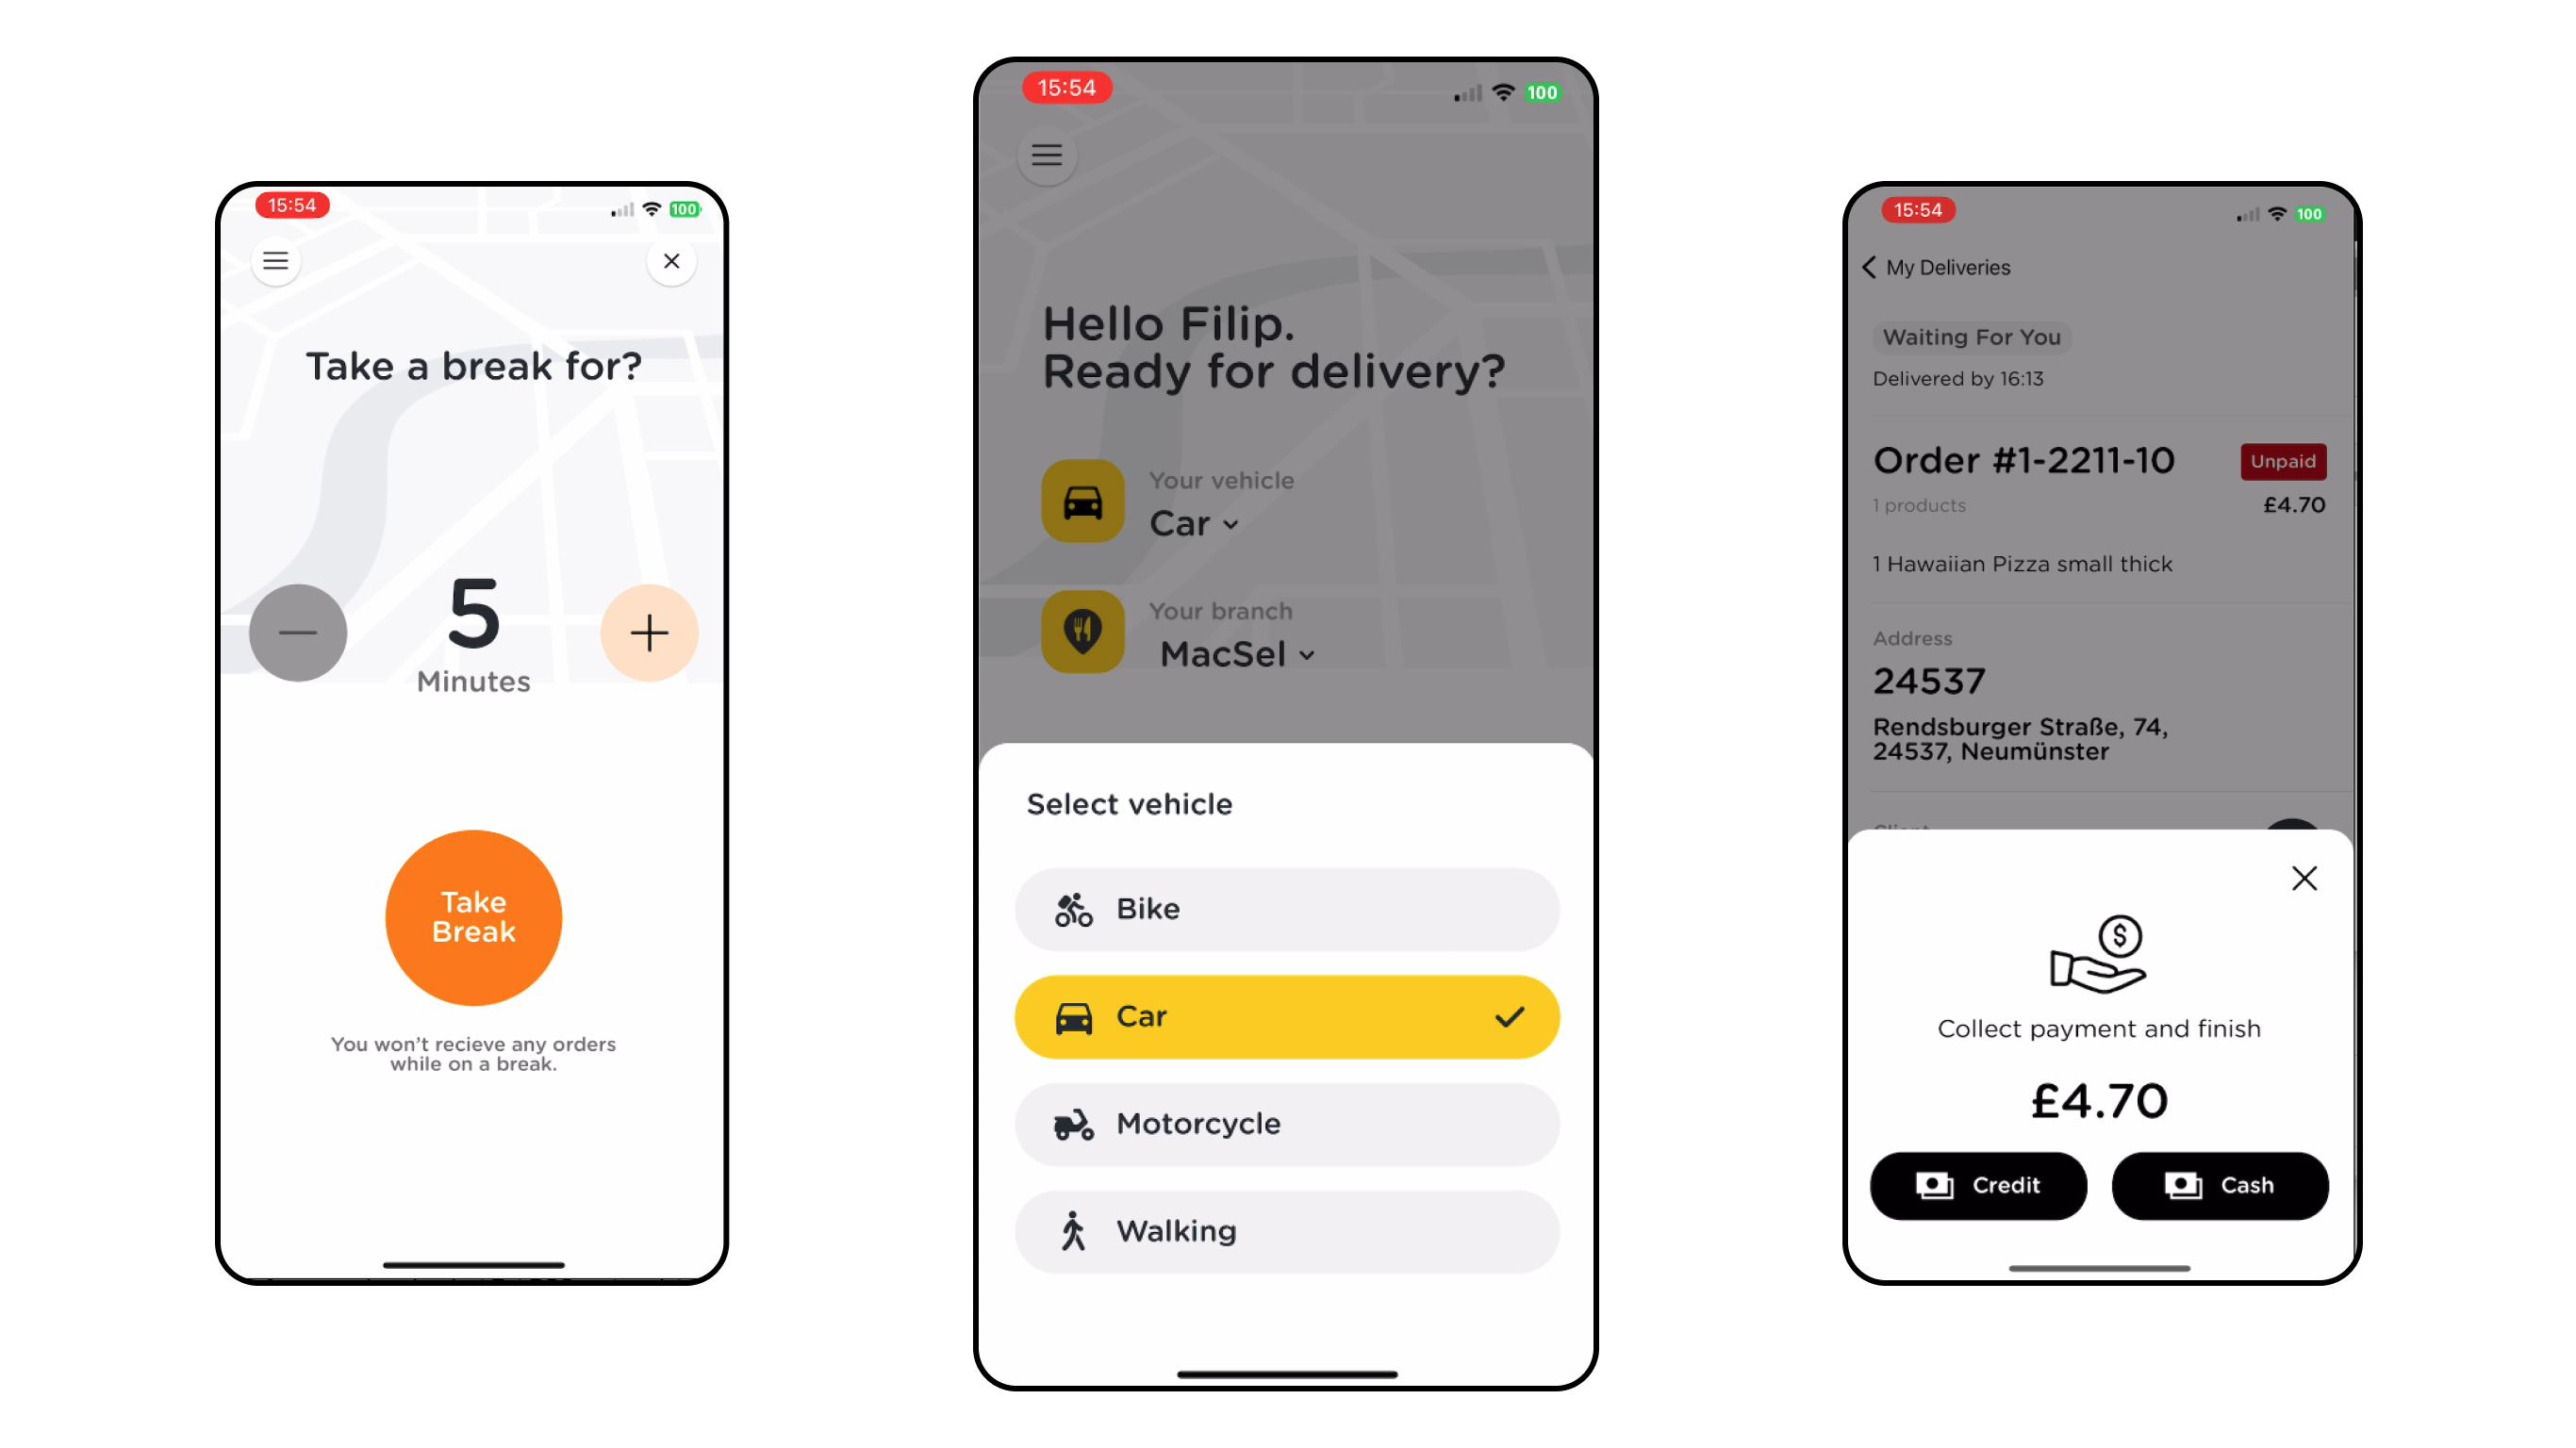 15:54
100
Take a break for?
5
Minutes
Take
Break
You won't recieve any orders
while on a break.
15:54
100
Hello Filip.
Ready for delivery?
Your vehicle
Car
Your branch
MacSel
Select vehicle
Bike
Car
Motorcycle
Walking
15:54
100
My Deliveries
Waiting For You
Delivered by 16:13
Order #1-2211-10
Unpaid
1 products
£4.70
1 Hawaiian Pizza small thick
Address
24537
Rendsburger Straße, 74,
24537, Neumünster
Client
$
Collect payment and finish
£4.70
Credit
Cash